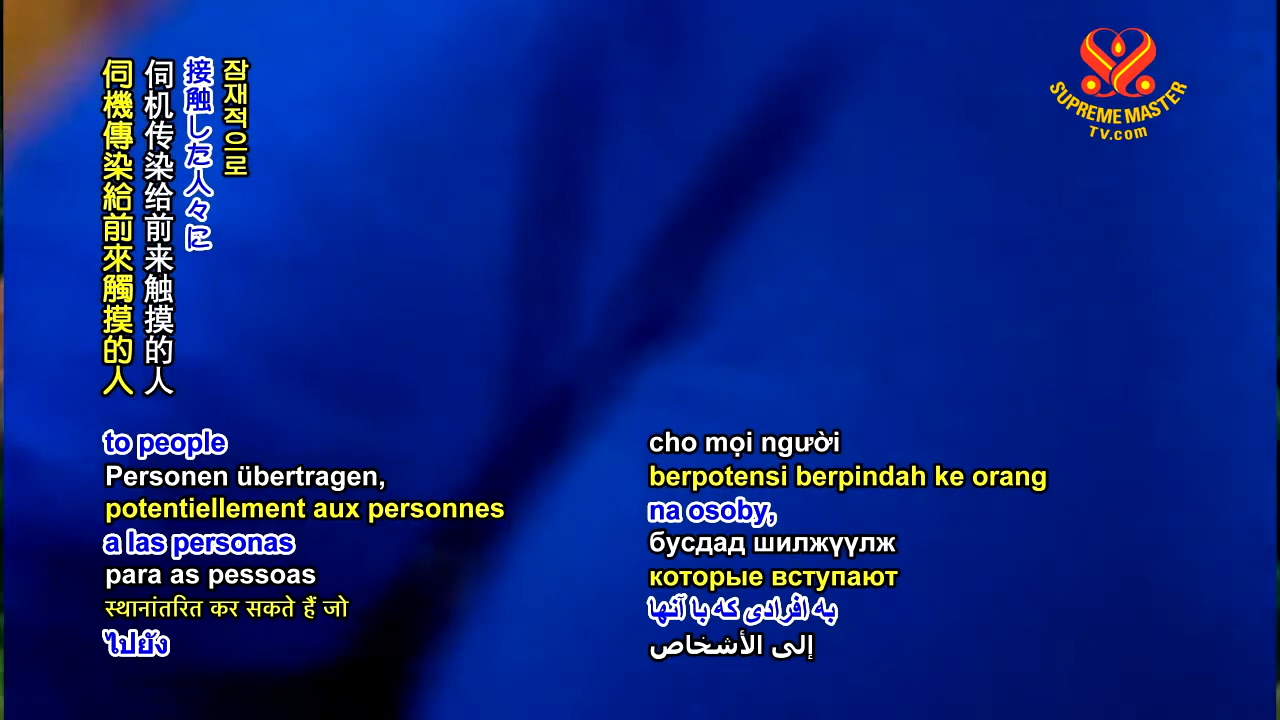 잠재적으로
接触した人々に
伺机传染给前来触摸的人
伺機傳染給前來觸摸的人
SUPREME MASTER
TV.com
to people
Personen übertragen,
potentiellement aux personnes
a las personas
para as pessoas
स्थानांतरित कर सकते हैं जो
ไปยัง
cho mọi người
berpotensi berpindah ke orang
na osoby,
бусдад шилжүүлж
которые вступают
به افرادی که با آنها
إلى الأشخاص